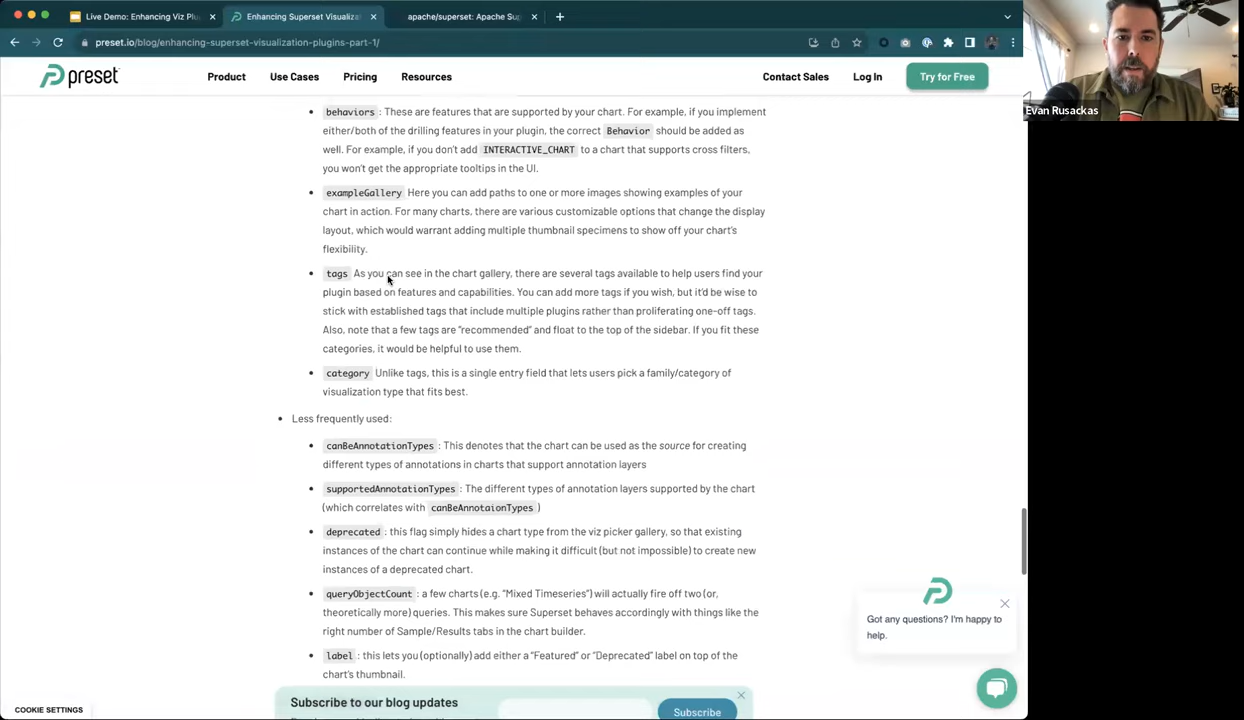 Live Demo: Enhancing Viz Plu
Enhancing Superset Visualiza
apache/superset: Apache Sup
preset.io/blog/enhancing-superset-visualization-plugins-part-1/
preset
Product
Use Cases
Pricing
Resources
Contact Sales
Log In
Try for Free
Evan Rusackas
behaviors : These are features that are supported by your chart. For example, if you implement
either/both of the drilling features in your plugin, the correct Behavior should be added as
well. For example, if you don't add INTERACTIVE_CHART to a chart that supports cross filters,
you won't get the appropriate tooltips in the UI.
exampleGallery Here you can add paths to one or more images showing examples of your
chart in action. For many charts, there are various customizable options that change the display
layout, which would warrant adding multiple thumbnail specimens to show off your chart's
flexibility.
tags As you can see in the chart gallery, there are several tags available to help users find your
plugin based on features and capabilities. You can add more tags if you wish, but it'd be wise to
stick with established tags that include multiple plugins rather than proliferating one-off tags.
Also, note that a few tags are "recommended" and float to the top of the sidebar. If you fit these
categories, it would be helpful to use them.
category Unlike tags, this is a single entry field that lets users pick a family/category of
visualization type that fits best.
Less frequently used:
canBeAnnotationTypes : This denotes that the chart can be used as the source for creating
different types of annotations in charts that support annotation layers
supportedAnnotationTypes : The different types of annotation layers supported by the chart
(which correlates with canBeAnnotaionTypes )
deprecated : this flag simply hides a chart type from the viz picker gallery, so that existing
instances of the chart can continue while making it difficult (but not impossible) to create new
instances of a deprecated chart.
queryObjectCount : a few charts (e.g. "Mixed Timeseries") will actually fire off two (or,
theoretically more) queries. This makes sure Superset behaves accordingly with things like the
right number of Sample/Results tabs in the chart builder.
label : this lets you (optionally) add either a "Featured" or "Deprecated" label on top of the
chart's thumbnail.
Got any questions? I'm happy to
help.
Subscribe to our blog updates
Subscribe
COOKIE SETTINGS